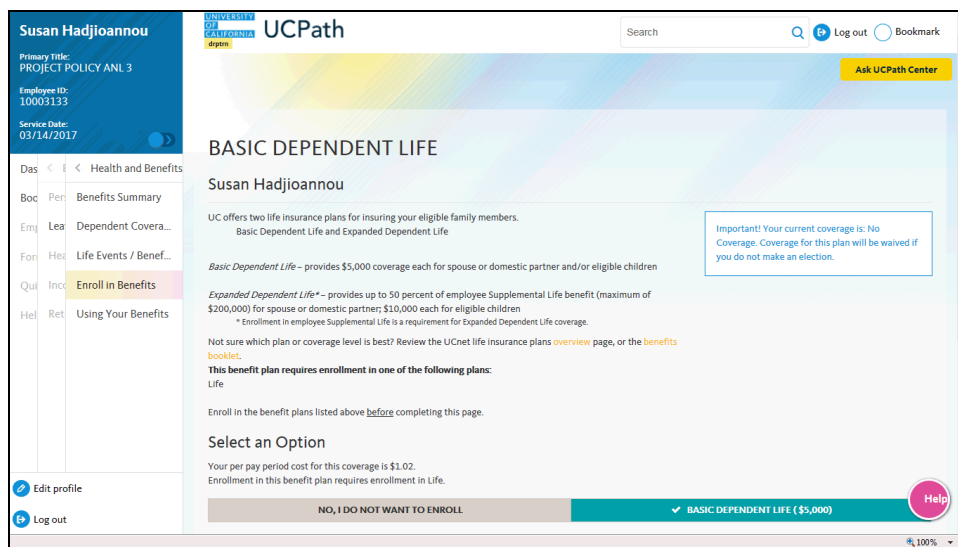 Susan Hadjioannou
Primary Title:
PROJECT POLICY ANL 3
Employee ID:
10003133
Service Date:
03/14/2017
UNIVERSITY
OF
CALIFORNIA
drptrn
UCPath
Search
Log out
Bookmark
Ask UCPath Center
Das
Boo
Emp
For
Qui
Hel
Per
Lea
Hea
Inco
Ret
Health and Benefits
Benefits Summary
Dependent Covera...
Life Events / Benef...
Enroll in Benefits
Using Your Benefits
Edit profile
Log out
BASIC DEPENDENT LIFE
Susan Hadjioannou
UC offers two life insurance plans for insuring your eligible family members.
Basic Dependent Life and Expanded Dependent Life
Basic Dependent Life – provides $5,000 coverage each for spouse or domestic partner and/or eligible children
Expanded Dependent Life* – provides up to 50 percent of employee Supplemental Life benefit (maximum of
$200,000) for spouse or domestic partner; $10,000 each for eligible children
* Enrollment in employee Supplemental Life is a requirement for Expanded Dependent Life coverage.
Not sure which plan or coverage level is best? Review the UCnet life insurance plans overview page, or the benefits
booklet.
This benefit plan requires enrollment in one of the following plans:
Life
Enroll in the benefit plans listed above before completing this page.
Important! Your current coverage is: No
Coverage. Coverage for this plan will be waived if
you do not make an election.
Select an Option
Your per pay period cost for this coverage is $1.02.
Enrollment in this benefit plan requires enrollment in Life.
NO, I DO NOT WANT TO ENROLL
✔ BASIC DEPENDENT LIFE ($5,000)
Help
100%